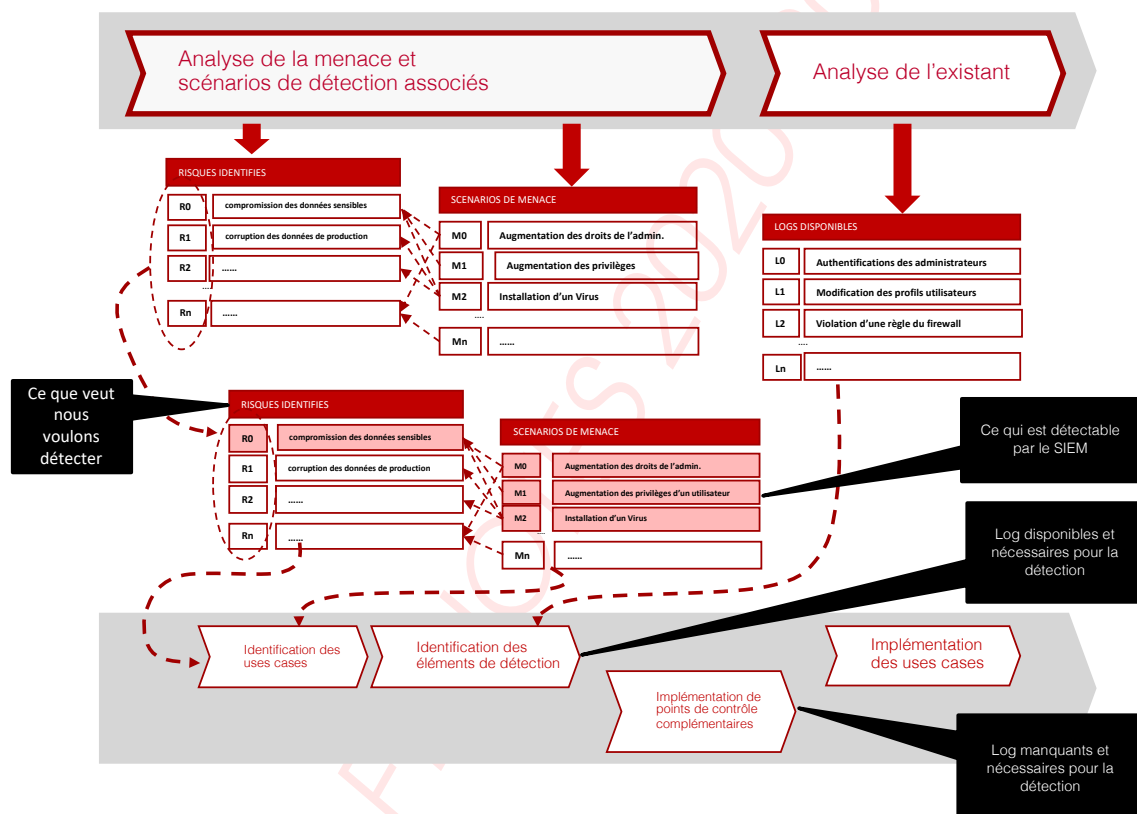 Analyse de la menace et
scénarios de détection associés
Analyse de l'existant
RISQUES IDENTIFIES
R0 compromission des données sensibles
R1 corruption des données de production
R2 ……
....
Rn ……
SCENARIOS DE MENACE
M0 Augmentation des droits de l'admin.
M1 Augmentation des privilèges
M2 Installation d'un Virus
....
Mn ……
LOGS DISPONIBLES
L0 Authentifications des administrateurs
L1 Modification des profils utilisateurs
L2 Violation d'une règle du firewall
....
Ln ……
Ce que veut
nous
voulons
détecter
RISQUES IDENTIFIES
R0 compromission des données sensibles
R1 corruption des données de production
R2 ……
Rn ……
SCENARIOS DE MENACE
M0 Augmentation des droits de l'admin.
M1 Augmentation des privilèges d'un utilisateur
M2 Installation d'un Virus
....
Mn ……
Ce qui est détectable
par le SIEM
Log disponibles et
nécessaires pour la
détection
Identification des
uses cases
Identification des
éléments de détection
Implémentation de
points de contrôle
complémentaires
Implémentation
des uses cases
Log manquants et
nécessaires pour la
détection